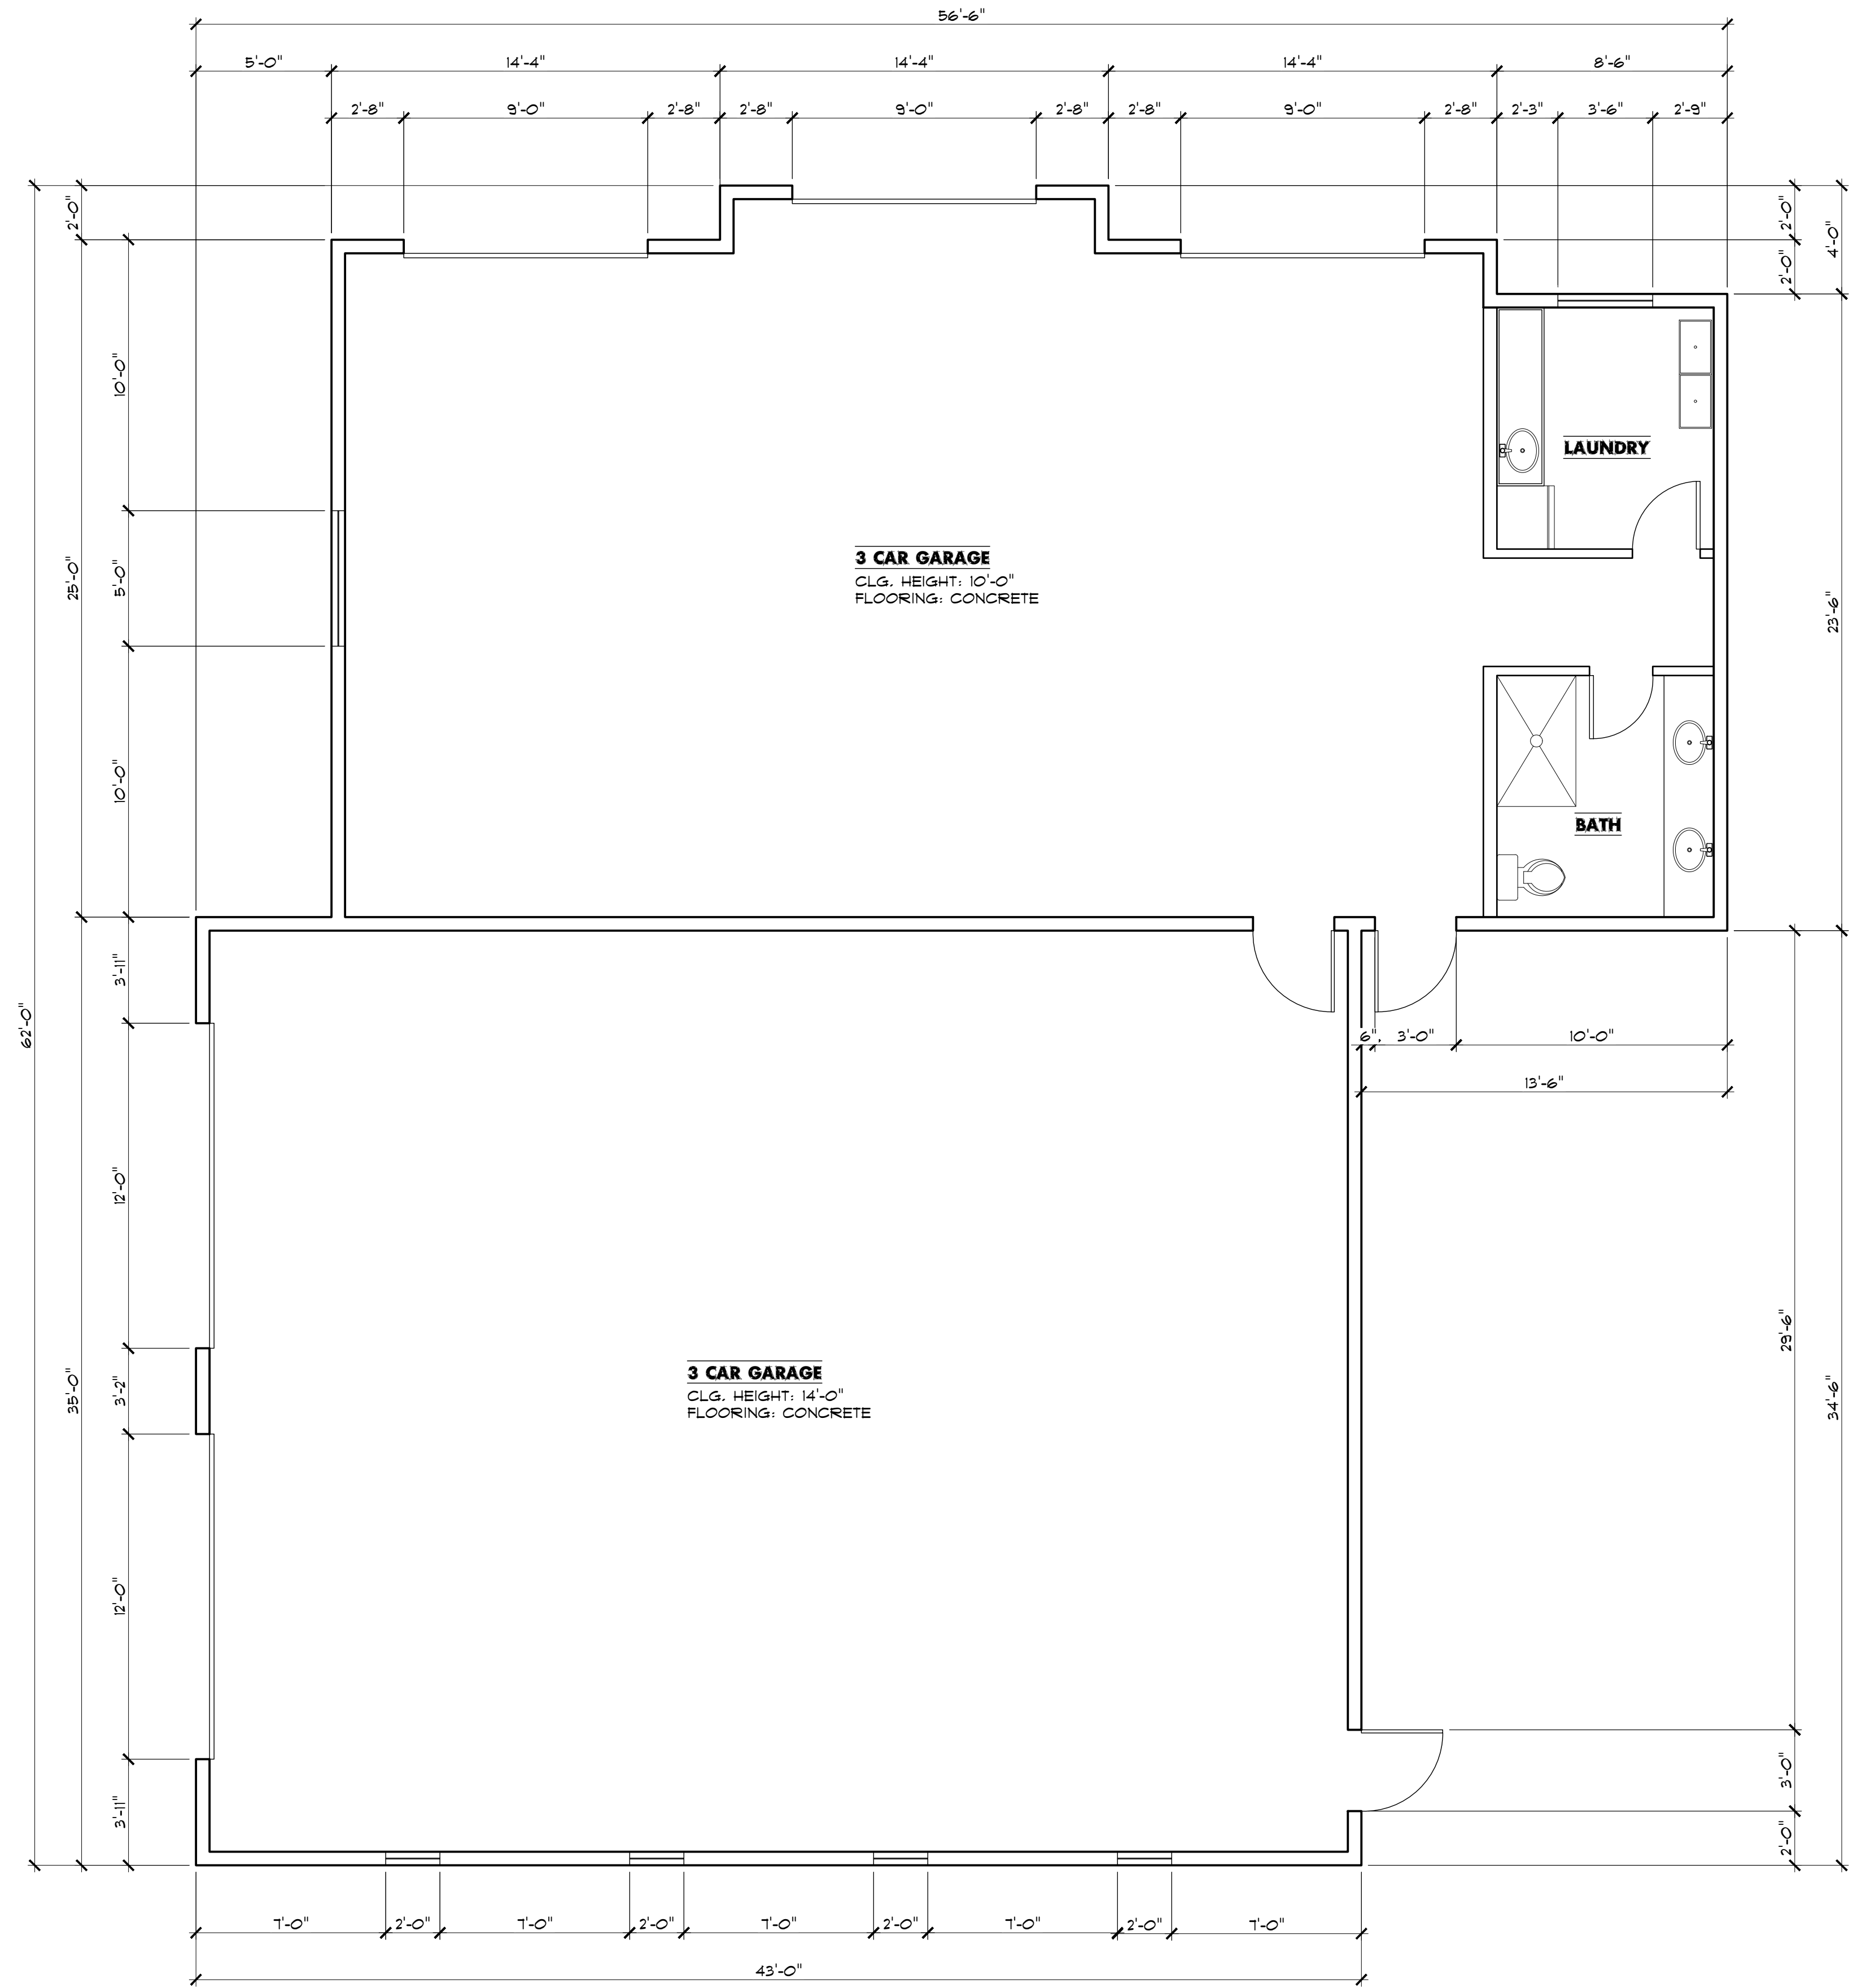 56'-6"
5'-0" 14'-4" 14'-4" 14'-4" 8'-6"
2'-8" 9'-0" 2'-8" 2'-8" 9'-0" 2'-8" 2'-8" 9'-0" 2'-8" 2'-3" 3'-6" 2'-9"
2'-0"
2'-0"
4'-0"
2'-0"
10'-0"
LAUNDRY
25'-0"
5'-0"
3 CAR GARAGE
CLG. HEIGHT: 10'-0"
FLOORING: CONCRETE
23'-6"
10'-0"
BATH
3'-11"
62'-0"
6" 3'-0" 10'-0"
13'-6"
12'-0"
29'-6"
35'-0"
3'-2"
3 CAR GARAGE
CLG. HEIGHT: 14'-0"
FLOORING: CONCRETE
34'-6"
12'-0"
3'-0"
3'-11"
2'-0"
7'-0" 2'-0" 7'-0" 2'-0" 7'-0" 2'-0" 7'-0" 2'-0" 7'-0"
43'-0"